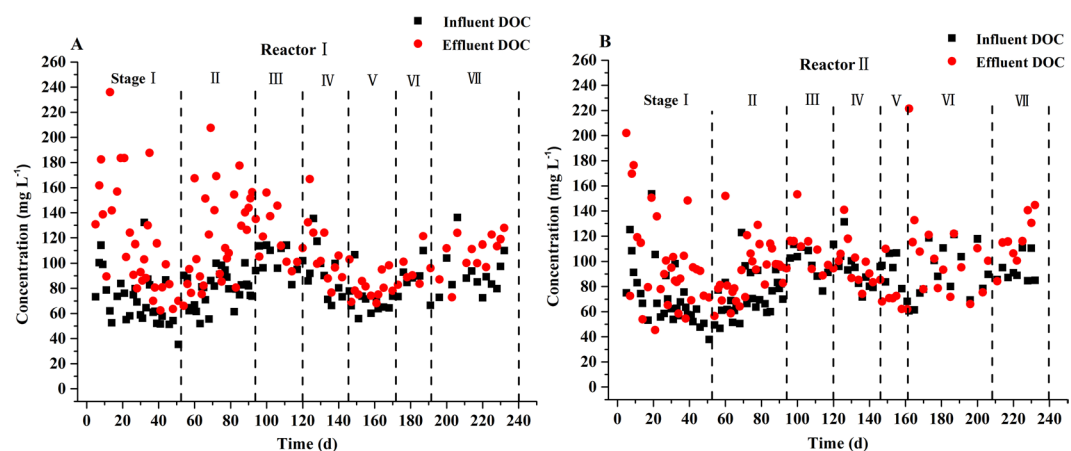 A
Influent DOC
Effluent DOC
Reactor Ⅰ
Stage Ⅰ Ⅱ Ⅲ Ⅳ Ⅴ Ⅵ Ⅶ
Concentration (mg L-1)
260
240
220
200
180
160
140
120
100
80
60
40
20
0
0 20 40 60 80 100 120 140 160 180 200 220 240
Time (d)
B
Influent DOC
Effluent DOC
Reactor Ⅱ
Stage Ⅰ Ⅱ Ⅲ Ⅳ Ⅴ Ⅵ Ⅶ
Concentration (mg L-1)
260
240
220
200
180
160
140
120
100
80
60
40
20
0
0 20 40 60 80 100 120 140 160 180 200 220 240
Time (d)